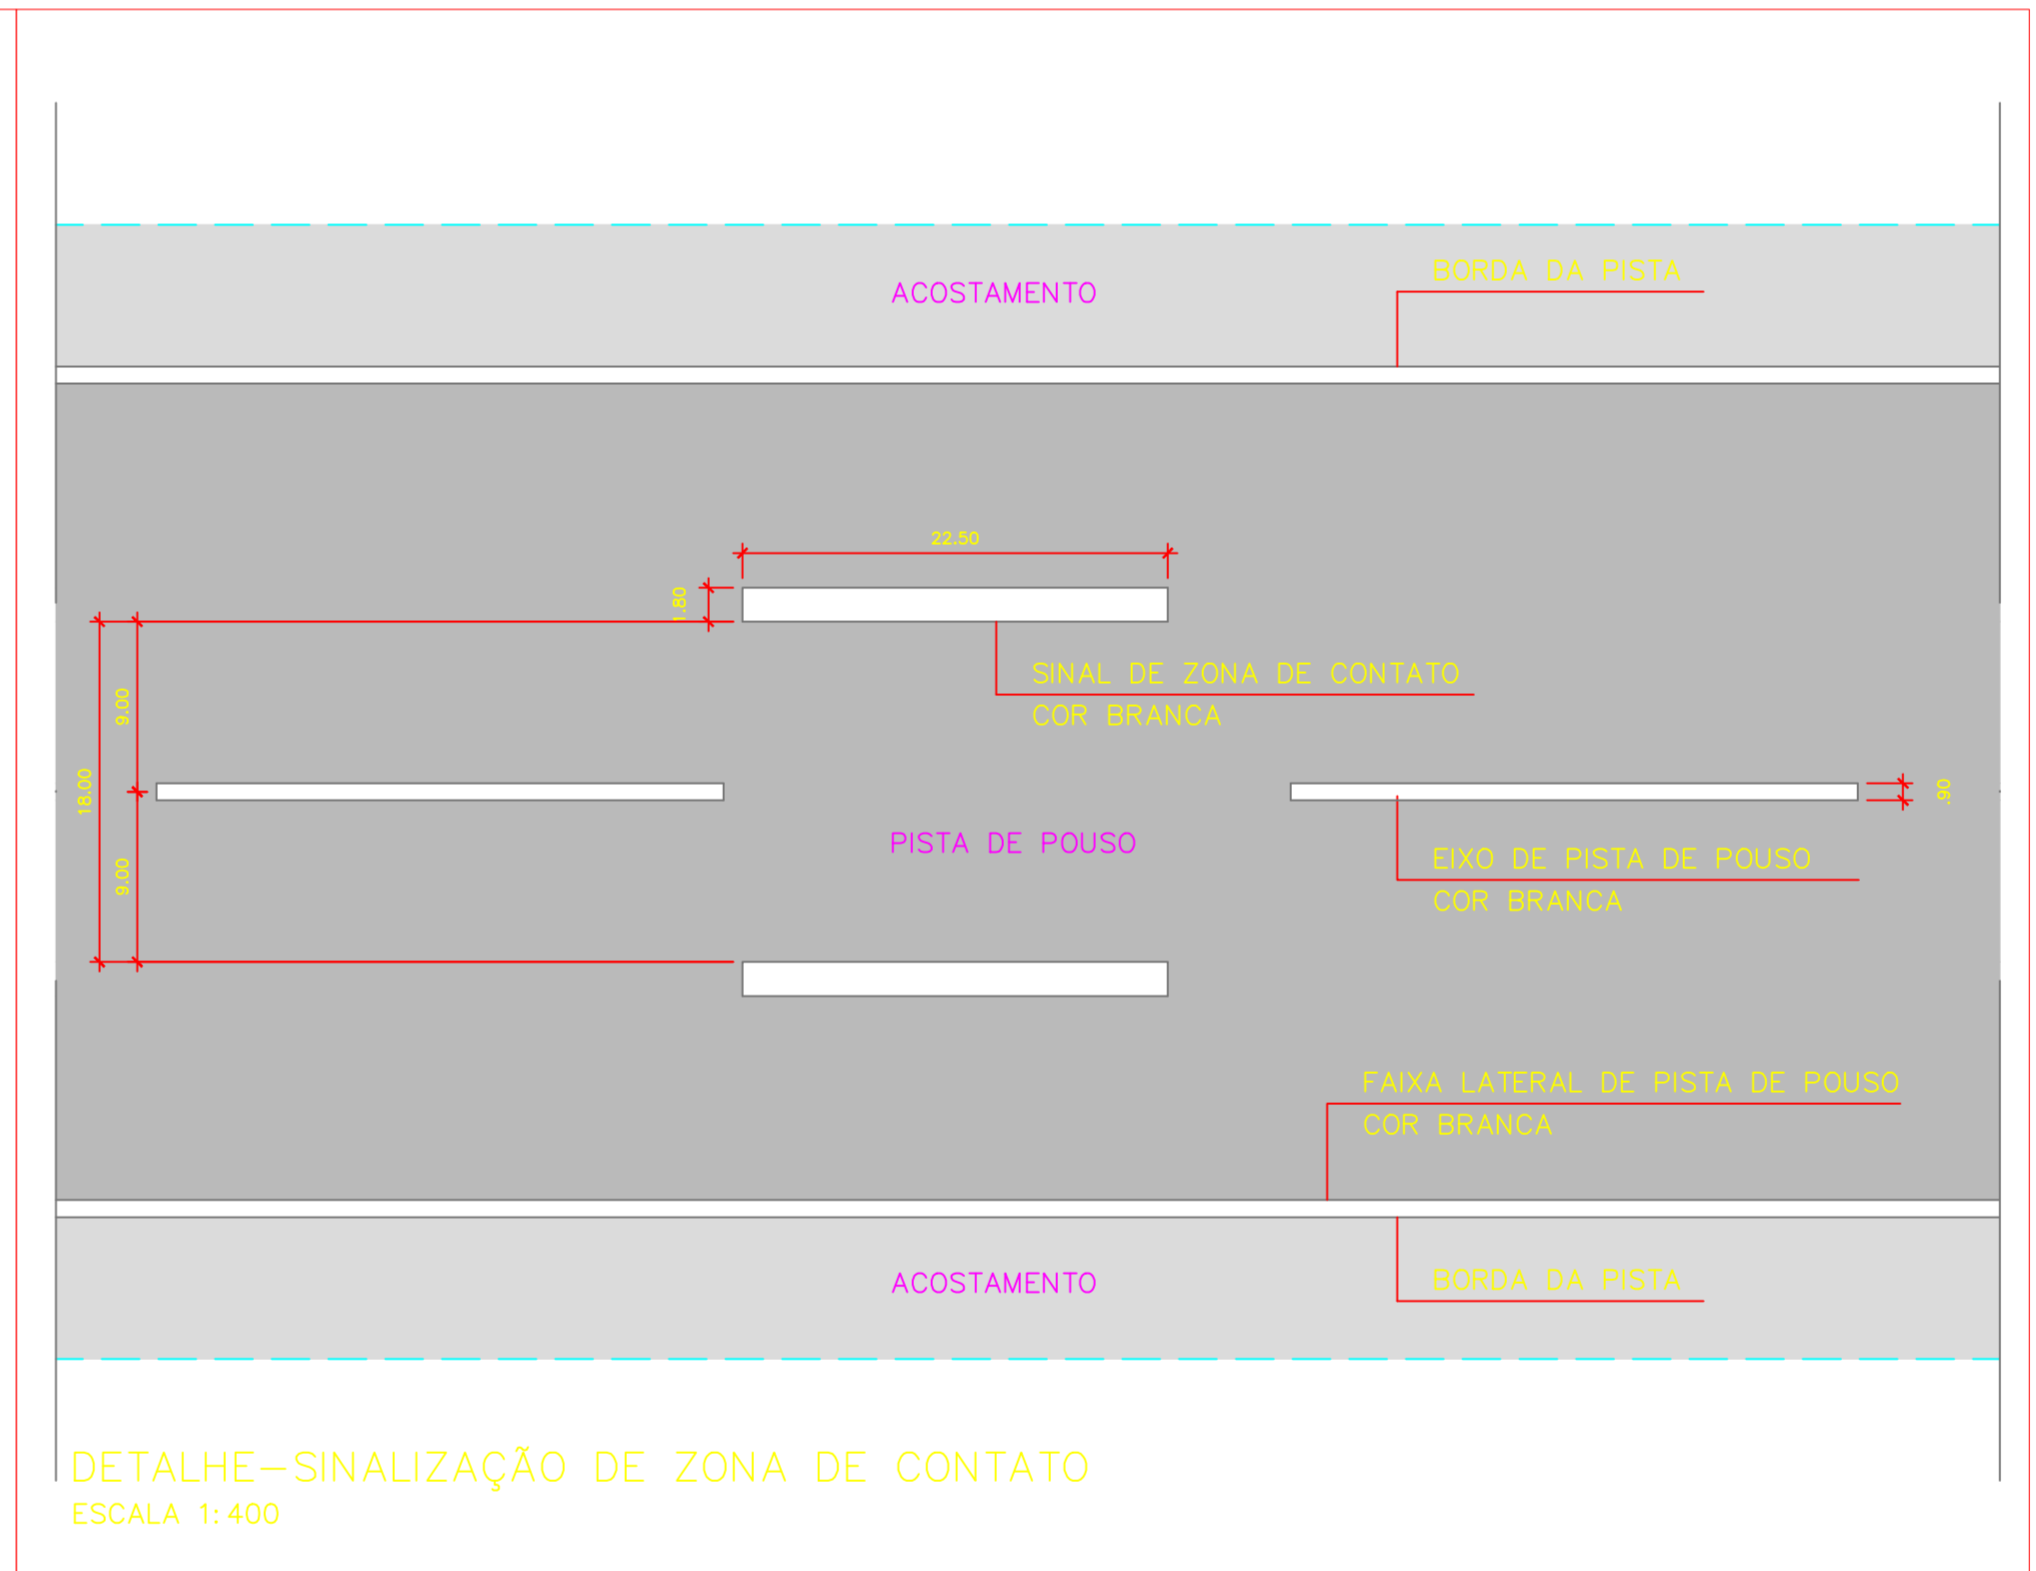 BORDA DA PISTA
ACOSTAMENTO
22.50
1.80
SINAL DE ZONA DE CONTATO
COR BRANCA
9.00
18.00
.90
PISTA DE POUSO
EIXO DE PISTA DE POUSO
9.00
COR BRANCA
FAIXA LATERAL DE PISTA DE POUSO
COR BRANCA
ACOSTAMENTO
BORDA DA PISTA
DETALHE-SINALIZAÇÃO DE ZONA DE CONTATO
ESCALA 1:400